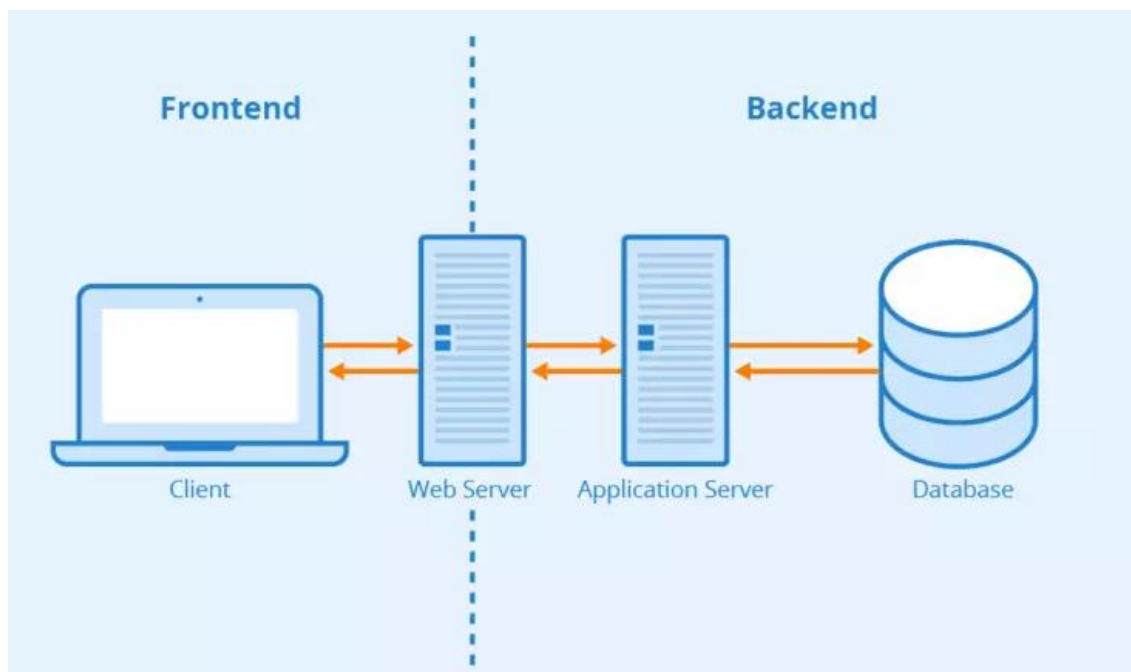 Frontend
Backend
Client
Web Server
Application Server
Database